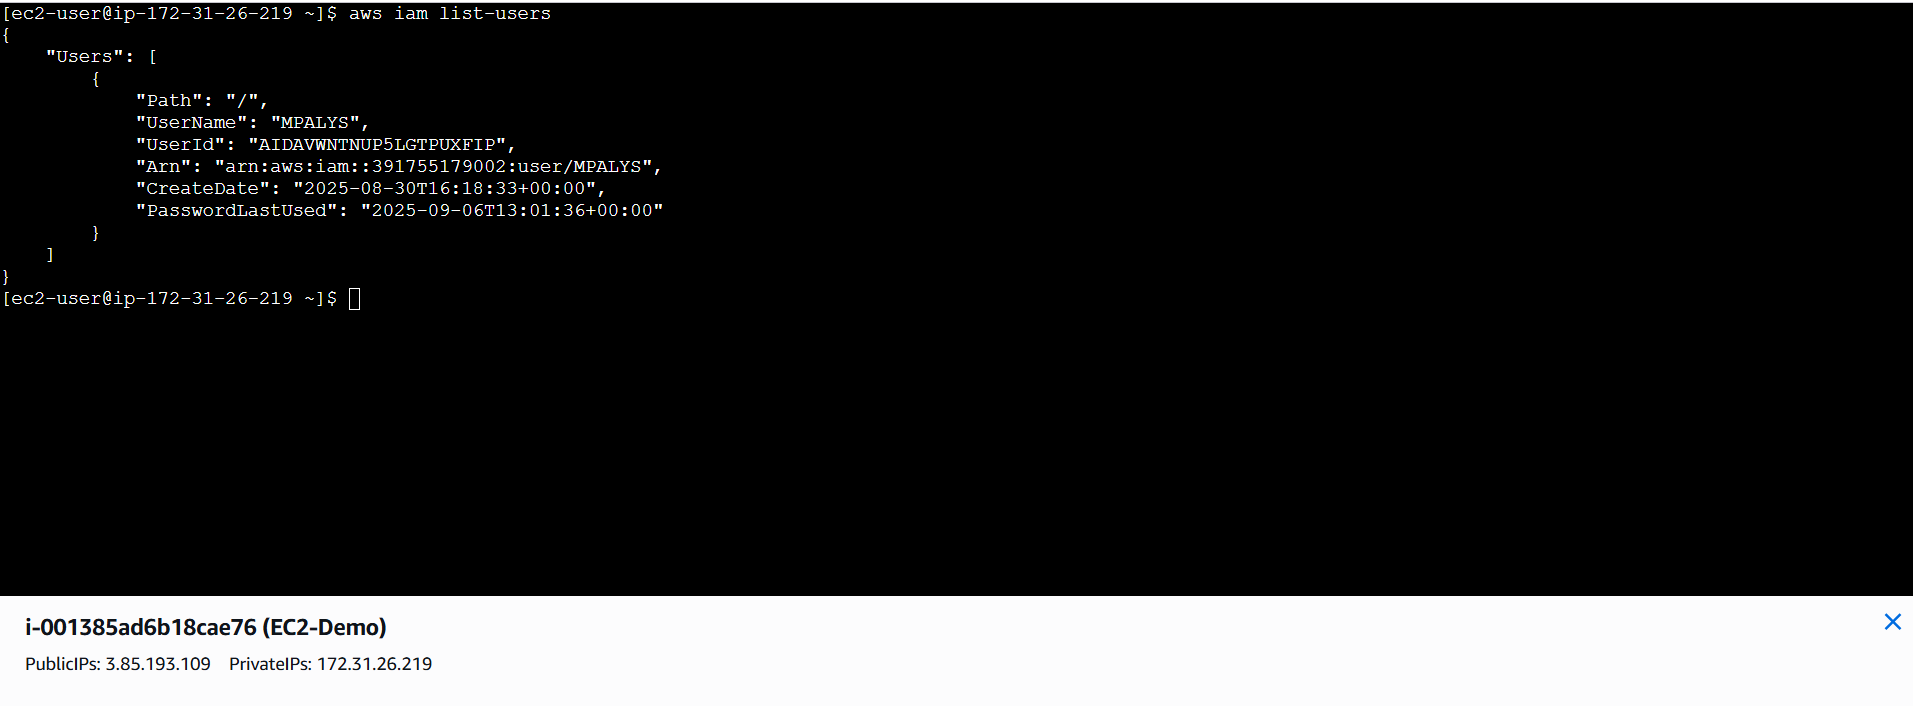 [ec2-user@ip-172-31-26-219 ~]$ aws iam list-users
{
    "Users": [
        {
            "Path": "/",
            "UserName": "MPALYS",
            "UserId": "AIDAVWNTNUP5LGTPUXFIP",
            "Arn": "arn:aws:iam::391755179002:user/MPALYS",
            "CreateDate": "2025-08-30T16:18:33+00:00",
            "PasswordLastUsed": "2025-09-06T13:01:36+00:00"
        }
    ]
}
[ec2-user@ip-172-31-26-219 ~]$
i-001385ad6b18cae76 (EC2-Demo)
PublicIPs: 3.85.193.109    PrivateIPs: 172.31.26.219